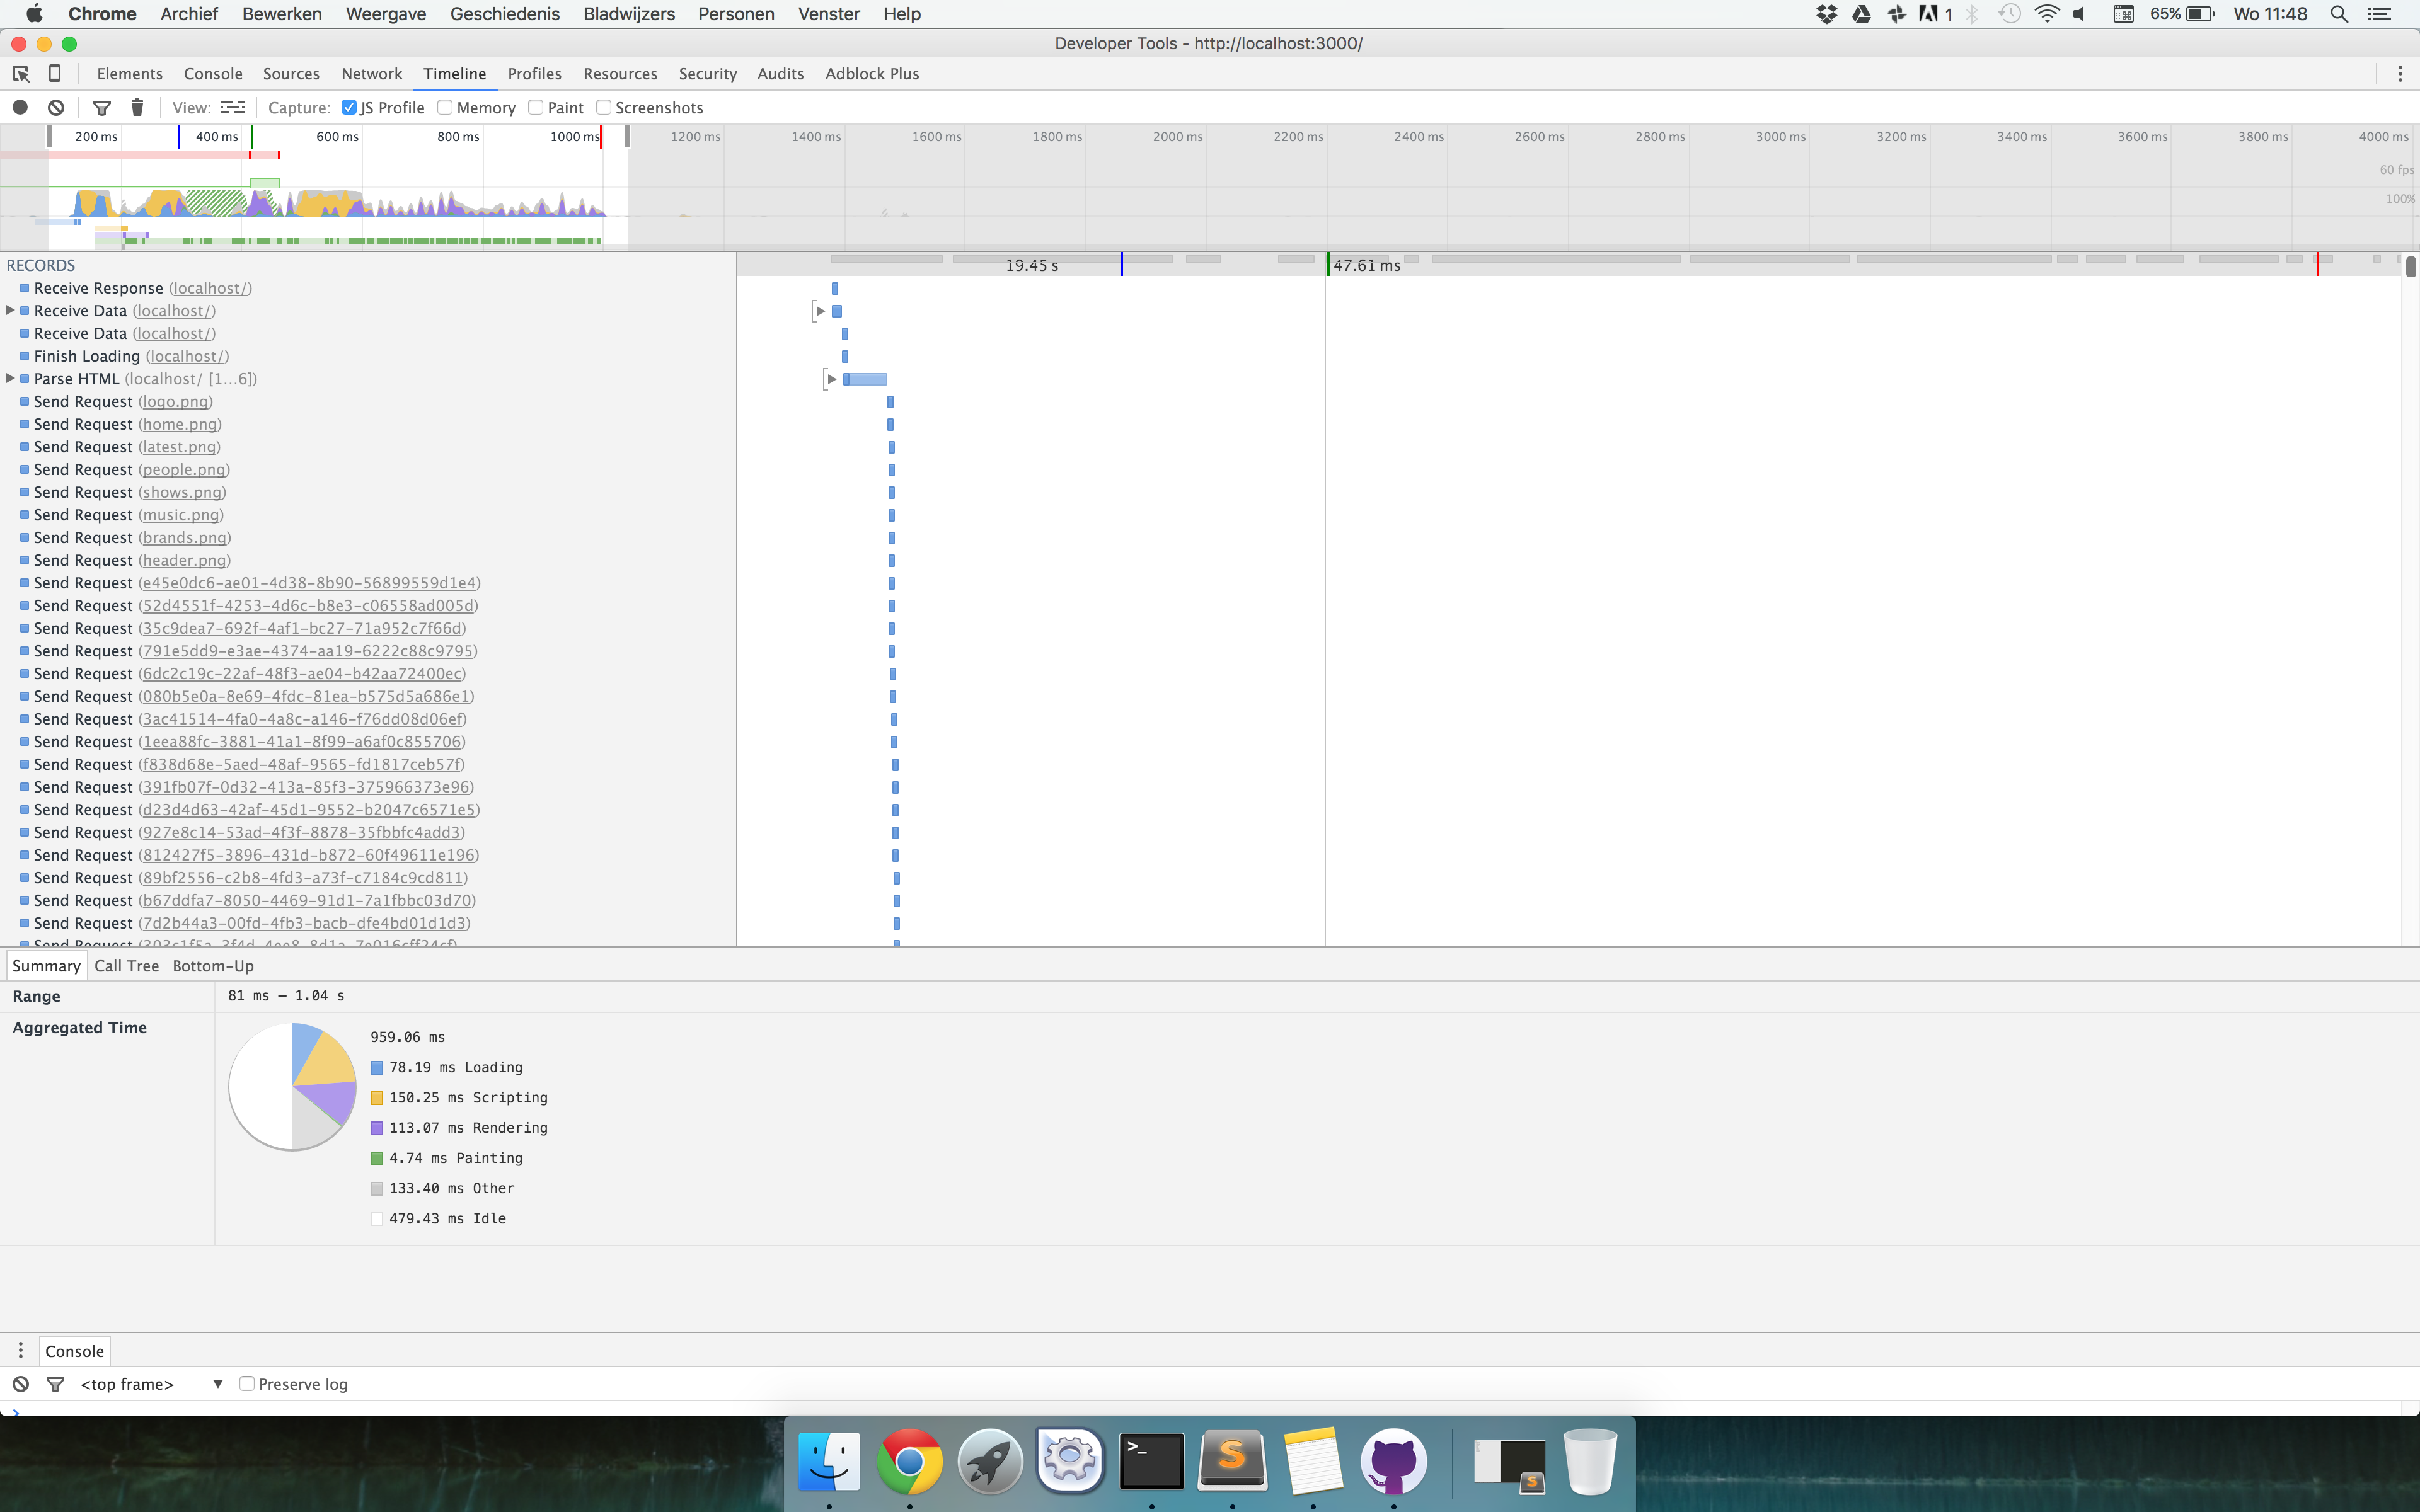 Chrome Archief Bewerken Weergave Geschiedenis Bladwijzers Personen Venster Help 1 65% Wo 11:48
Developer Tools - http://localhost:3000/
Elements Console Sources Network Timeline Profiles Resources Security Audits Adblock Plus
View: Capture: JS Profile Memory Paint Screenshots
200 ms 400 ms 600 ms 800 ms 1000 ms 1200 ms 1400 ms 1600 ms 1800 ms 2000 ms 2200 ms 2400 ms 2600 ms 2800 ms 3000 ms 3200 ms 3400 ms 3600 ms 3800 ms 4000 ms
60 fps
100%
RECORDS 19.45 s 47.61 ms
Receive Response (localhost/)
Receive Data (localhost/)
Receive Data (localhost/)
Finish Loading (localhost/)
Parse HTML (localhost/ [1…6])
Send Request (logo.png)
Send Request (home.png)
Send Request (latest.png)
Send Request (people.png)
Send Request (shows.png)
Send Request (music.png)
Send Request (brands.png)
Send Request (header.png)
Send Request (e45e0dc6-ae01-4d38-8b90-56899559d1e4)
Send Request (52d4551f-4253-4d6c-b8e3-c06558ad005d)
Send Request (35c9dea7-692f-4af1-bc27-71a952c7f66d)
Send Request (791e5dd9-e3ae-4374-aa19-6222c88c9795)
Send Request (6dc2c19c-22af-48f3-ae04-b42aa72400ec)
Send Request (080b5e0a-8e69-4fdc-81ea-b575d5a686e1)
Send Request (3ac41514-4fa0-4a8c-a146-f76dd08d06ef)
Send Request (1eea88fc-3881-41a1-8f99-a6af0c855706)
Send Request (f838d68e-5aed-48af-9565-fd1817ceb57f)
Send Request (391fb07f-0d32-413a-85f3-375966373e96)
Send Request (d23d4d63-42af-45d1-9552-b2047c6571e5)
Send Request (927e8c14-53ad-4f3f-8878-35fbbfc4add3)
Send Request (812427f5-3896-431d-b872-60f49611e196)
Send Request (89bf2556-c2b8-4fd3-a73f-c7184c9cd811)
Send Request (b67ddfa7-8050-4469-91d1-7a1fbbc03d70)
Send Request (7d2b44a3-00fd-4fb3-bacb-dfe4bd01d1d3)
Send Request
Summary Call Tree Bottom-Up
Range 81 ms – 1.04 s
Aggregated Time
959.06 ms
78.19 ms Loading
150.25 ms Scripting
113.07 ms Rendering
4.74 ms Painting
133.40 ms Other
479.43 ms Idle
Console
<top frame> Preserve log